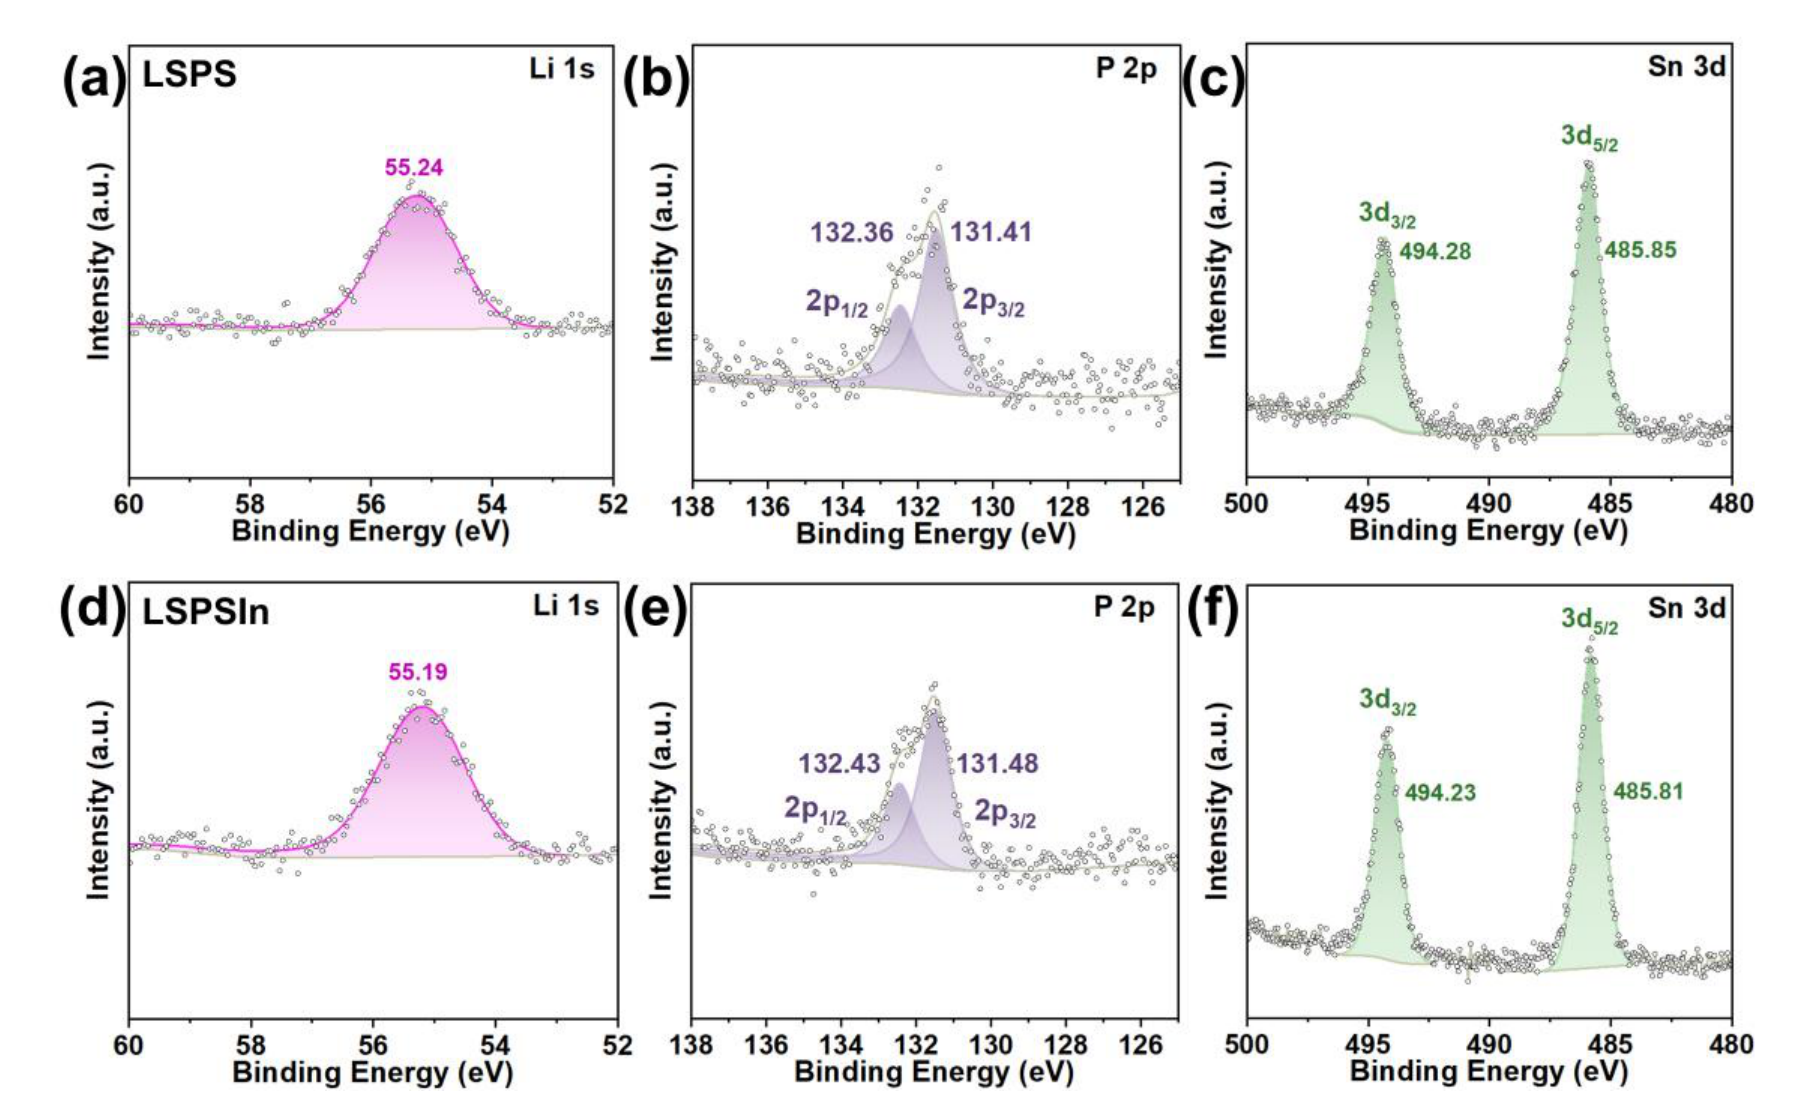 (a) LSPS Li 1s
55.24
Intensity (a.u.)
60 58 56 54 52
Binding Energy (eV)
(b) P 2p
132.36 131.41
2p1/2 2p3/2
Intensity (a.u.)
138 136 134 132 130 128 126
Binding Energy (eV)
(c) Sn 3d
3d5/2
3d3/2
494.28 485.85
Intensity (a.u.)
500 495 490 485 480
Binding Energy (eV)
(d) LSPSIn Li 1s
55.19
Intensity (a.u.)
60 58 56 54 52
Binding Energy (eV)
(e) P 2p
132.43 131.48
2p1/2 2p3/2
Intensity (a.u.)
138 136 134 132 130 128 126
Binding Energy (eV)
(f) Sn 3d
3d5/2
3d3/2
494.23 485.81
Intensity (a.u.)
500 495 490 485 480
Binding Energy (eV)